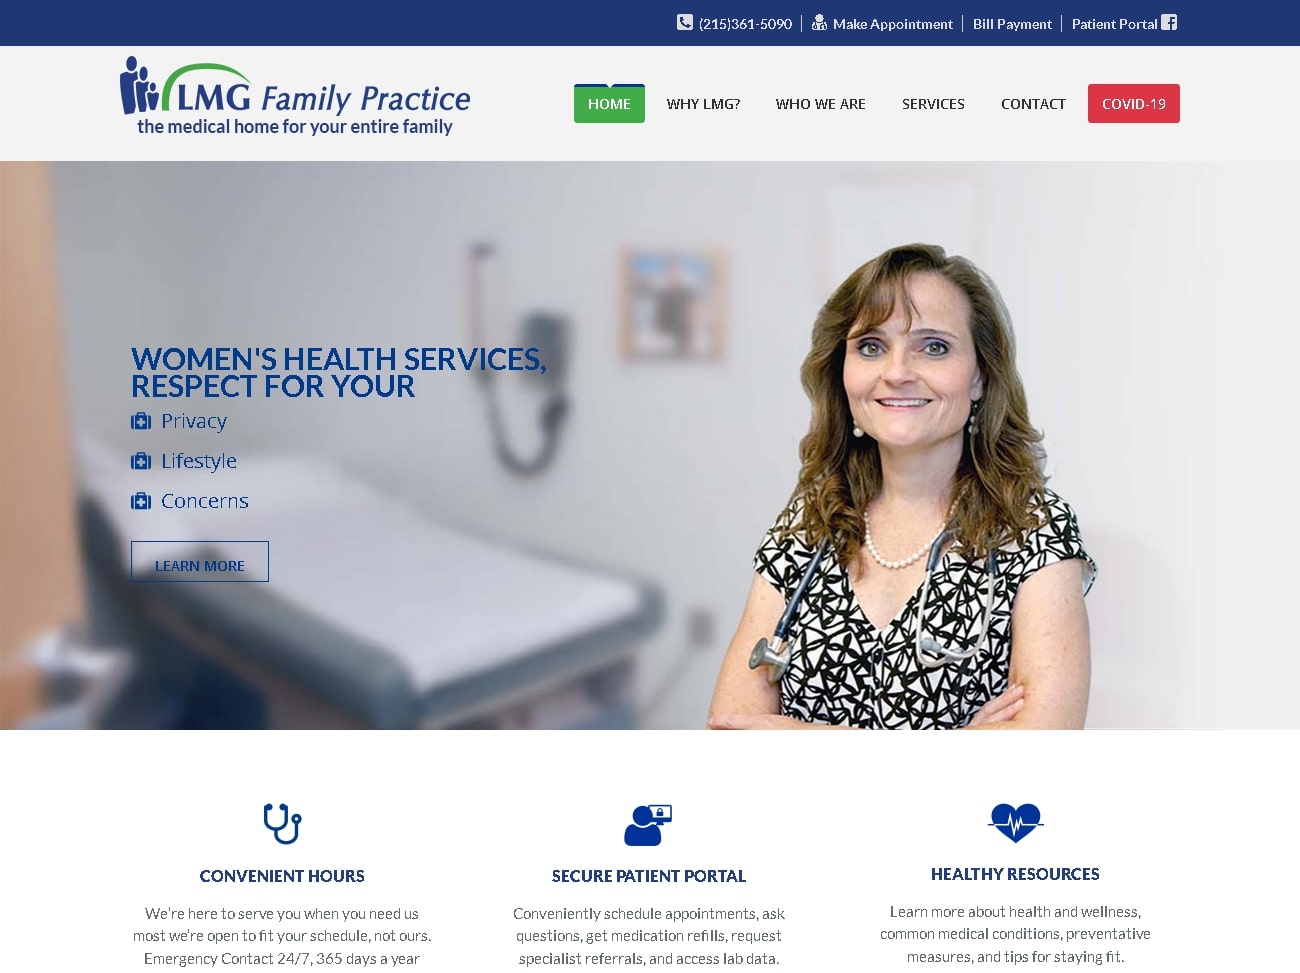 (215)361-5090
Make Appointment
Bill Payment
Patient Portal
LMG Family Practice
the medical home for your entire family
HOME
WHY LMG?
WHO WE ARE
SERVICES
CONTACT
COVID-19
WOMEN'S HEALTH SERVICES,
RESPECT FOR YOUR
Privacy
Lifestyle
Concerns
LEARN MORE
CONVENIENT HOURS
We're here to serve you when you need us
most we're open to fit your schedule, not ours.
Emergency Contact 24/7, 365 days a year
SECURE PATIENT PORTAL
Conveniently schedule appointments, ask
questions, get medication refills, request
specialist referrals, and access lab data.
HEALTHY RESOURCES
Learn more about health and wellness,
common medical conditions, preventative
measures, and tips for staying fit.